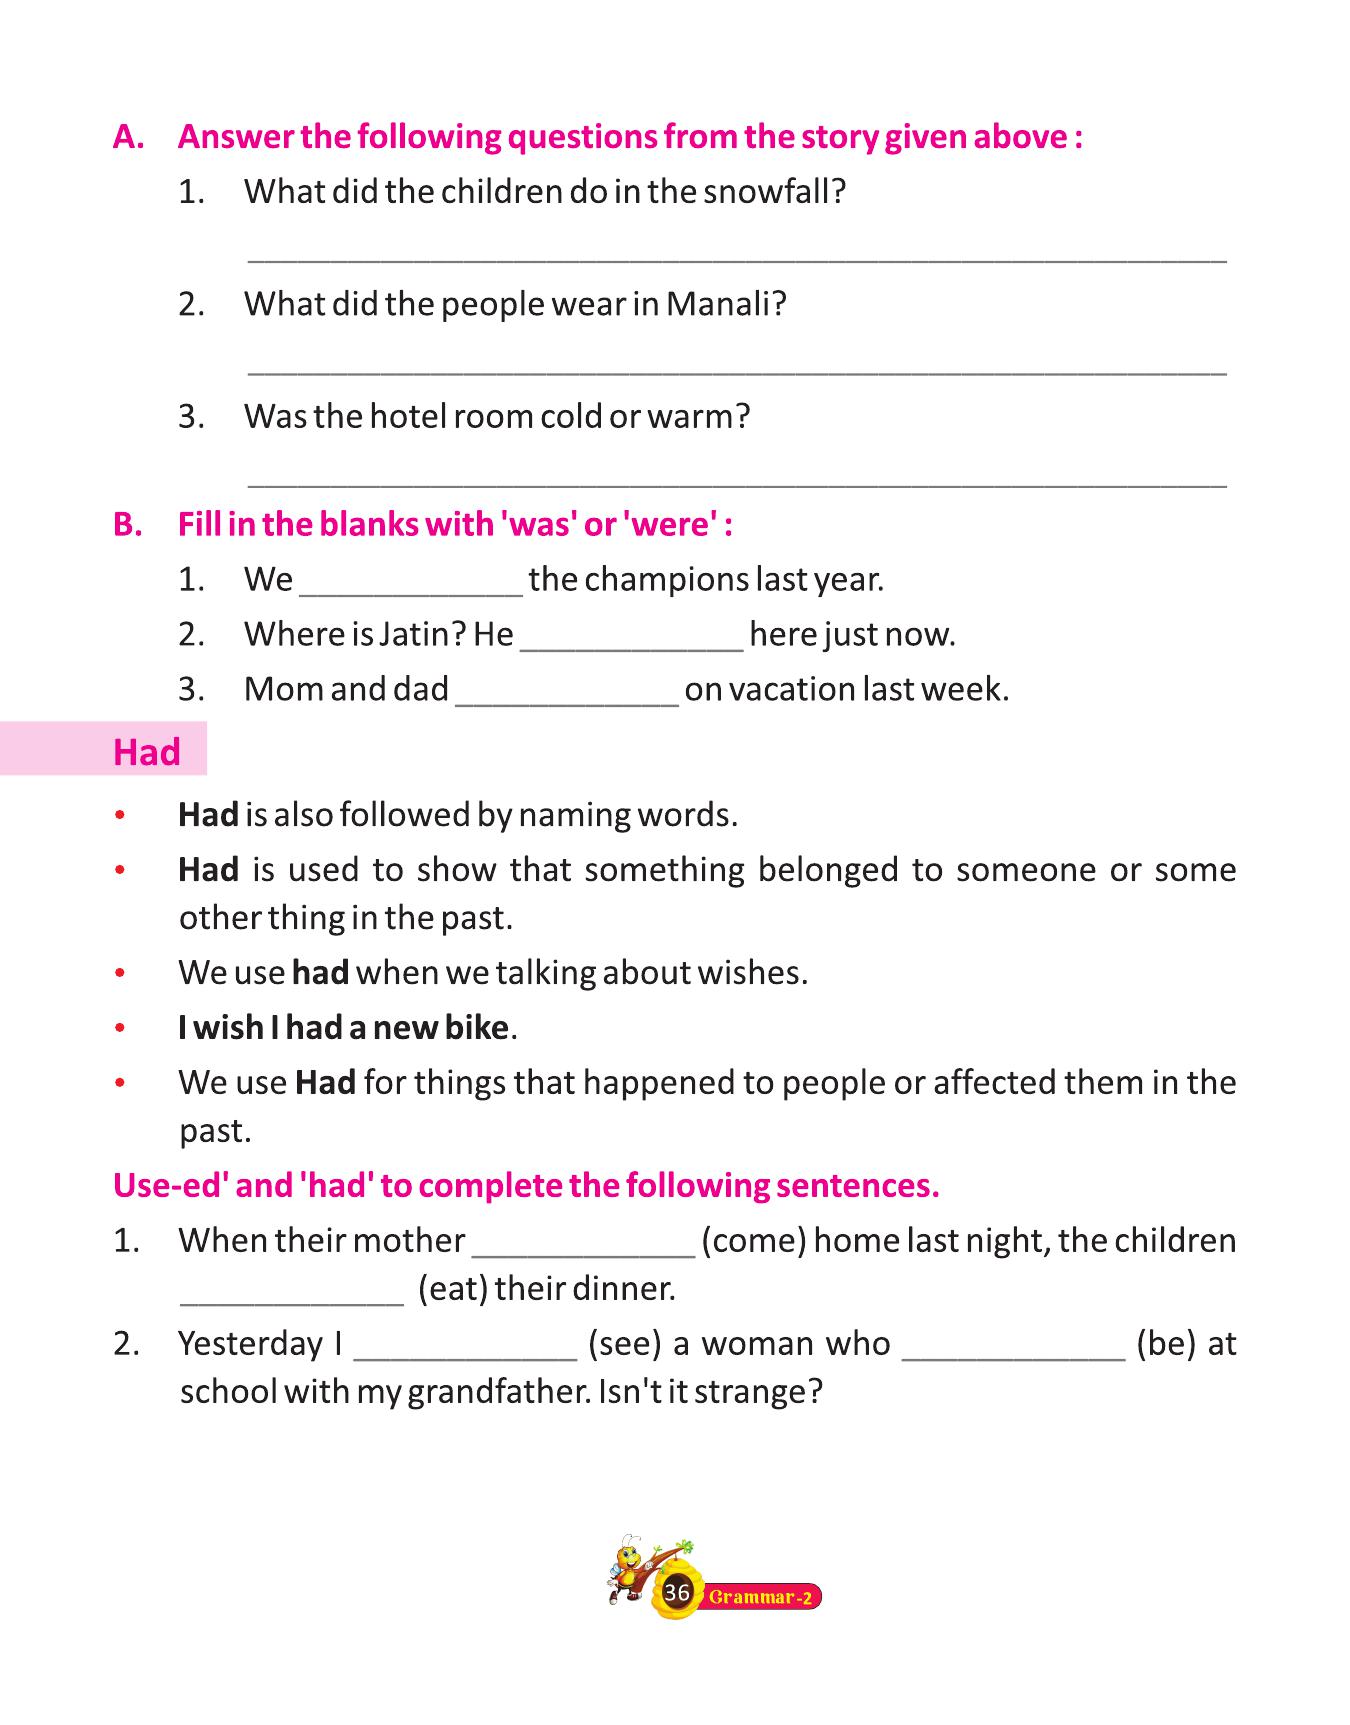 A. Answer the following questions from the story given above :
1. What did the children do in the snowfall?
2. What did the people wear in Manali?
3. Was the hotel room cold or warm?
B. Fill in the blanks with 'was' or 'were' :
1. We ____________ the champions last year.
2. Where is Jatin? He ____________ here just now.
3. Mom and dad ____________ on vacation last week.
Had
• Had is also followed by naming words.
• Had is used to show that something belonged to someone or some
other thing in the past.
• We use had when we talking about wishes.
• I wish I had a new bike.
• We use Had for things that happened to people or affected them in the
past.
Use-ed' and 'had' to complete the following sentences.
1. When their mother ____________ (come) home last night, the children
____________ (eat) their dinner.
2. Yesterday I ____________ (see) a woman who ____________ (be) at
school with my grandfather. Isn't it strange?
36 Grammar-2